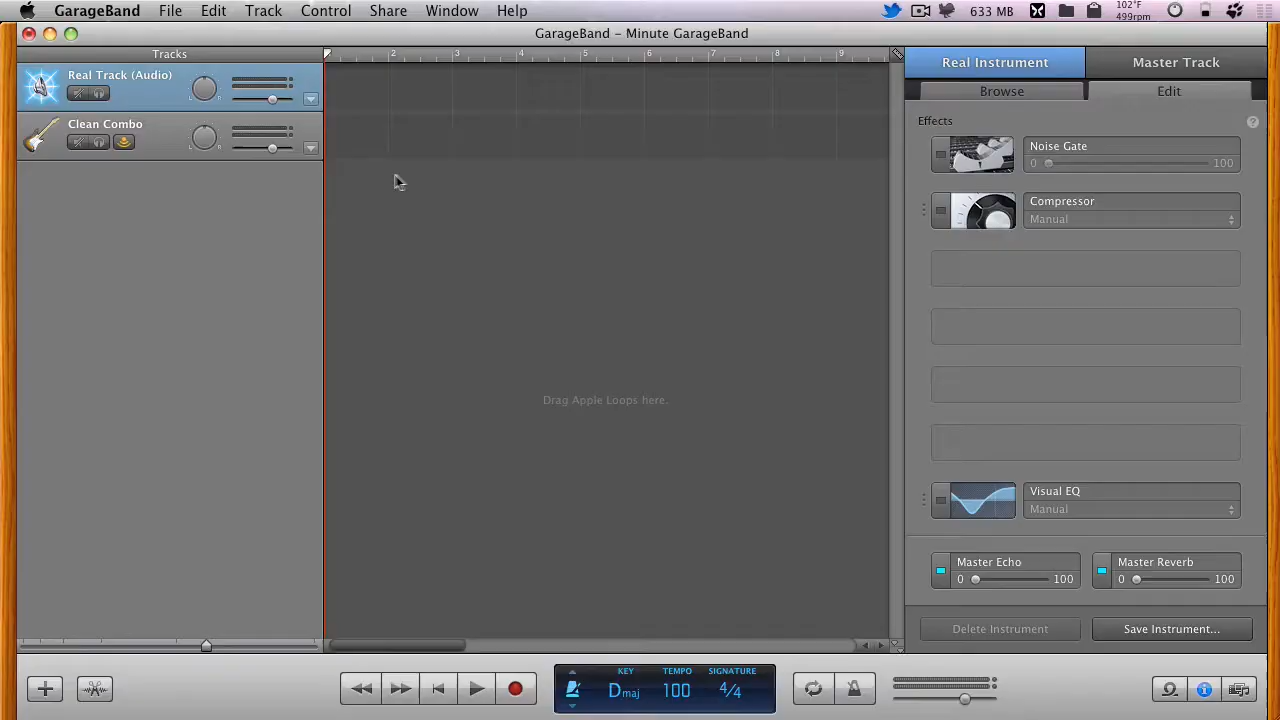 GarageBand File Edit Track Control Share Window Help 633 MB 102°F 499rpm
GarageBand – Minute GarageBand
Tracks 2 3 4 5 6 7 8 9
Real Instrument Master Track
Real Track (Audio)
L R
Browse Edit
Effects ?
Clean Combo
L R
Noise Gate
0 100
Compressor
Manual
Drag Apple Loops here.
Visual EQ
Manual
Master Echo Master Reverb
0 100 0 100
Delete Instrument Save Instrument...
KEY TEMPO SIGNATURE
D maj 100 4/4